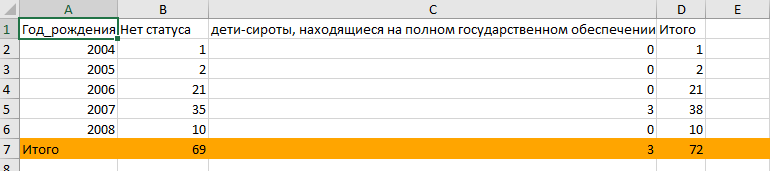 A B C D E
1 Год_рождения Нет статуса дети-сироты, находящиеся на полном государственном обеспечении Итого
2 2004 1 0 1
3 2005 2 0 2
4 2006 21 0 21
5 2007 35 3 38
6 2008 10 0 10
7 Итого 69 3 72